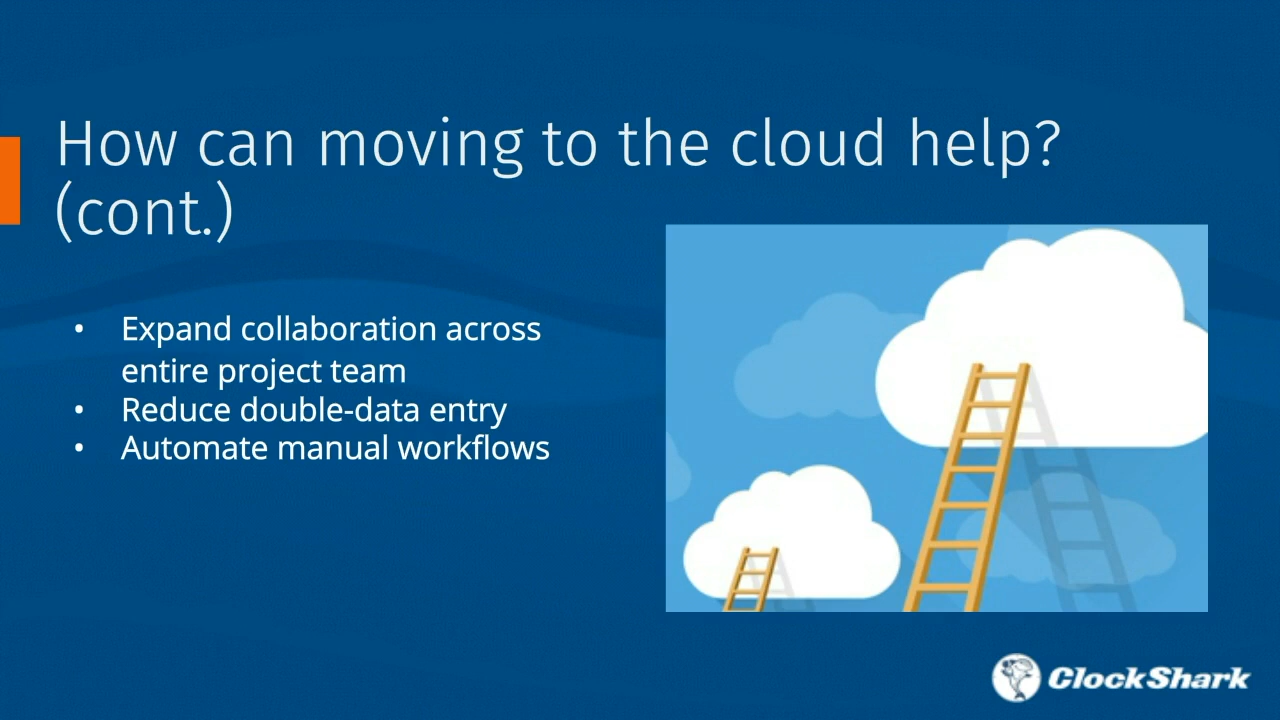 How can moving to the cloud help?
(cont.)
• Expand collaboration across
entire project team
• Reduce double-data entry
• Automate manual workflows
ClockShark